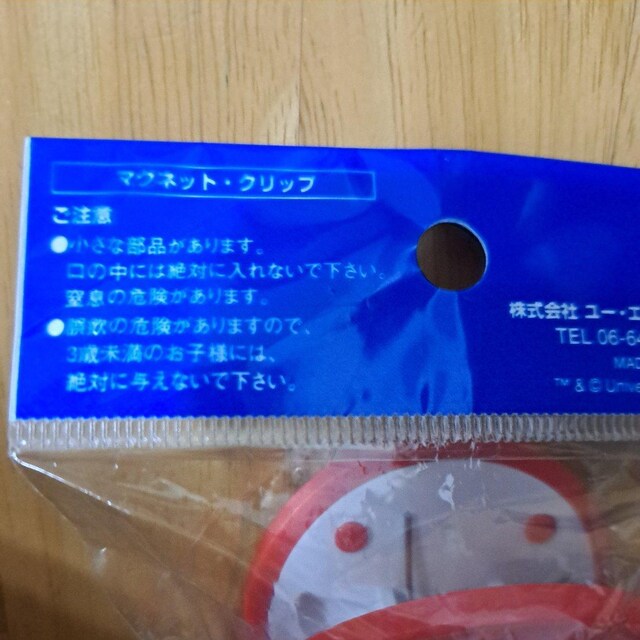 マグネット・クリップ
ご注意
●小さな部品があります。
口の中には絶対に入れないで下さい。
窒息の危険があります。
●誤飲の危険がありますので、
3歳未満のお子様には、
絶対に与えないで下さい。
株式会社 ユー・エ
TEL 06-6
MAD
™ & © Unive